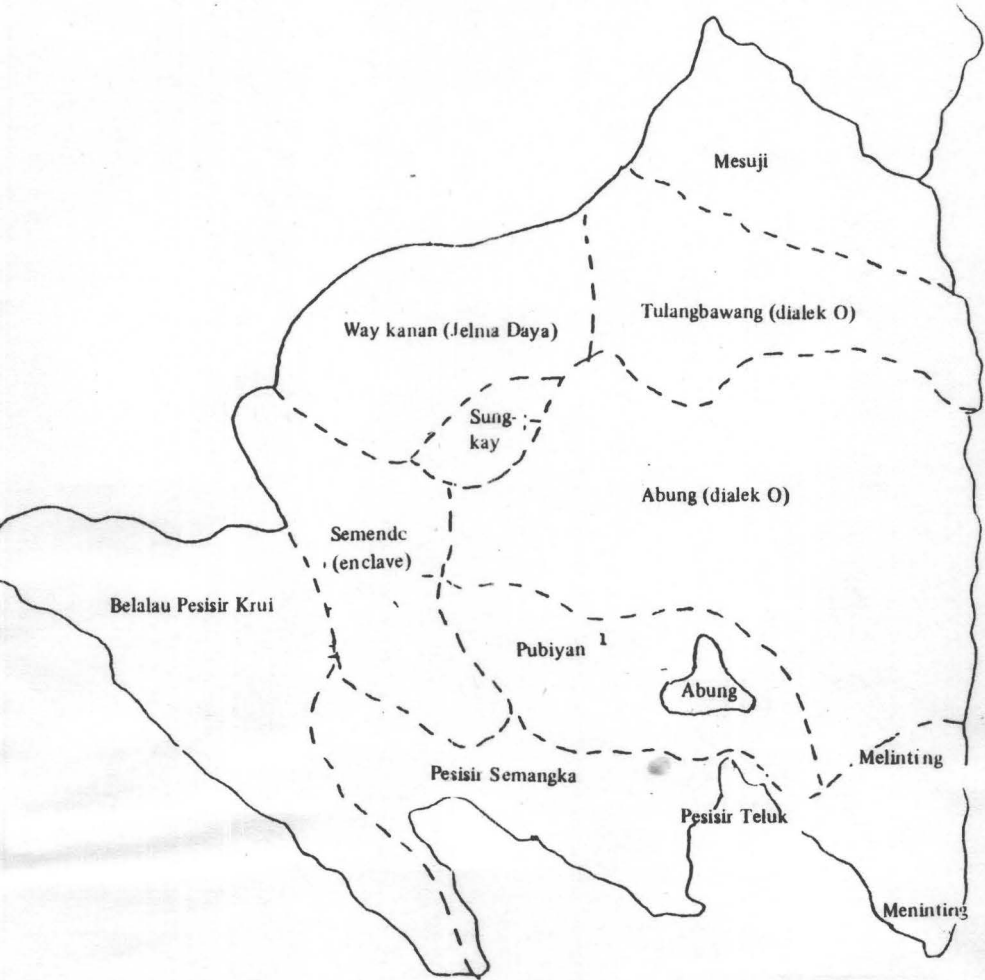 Mesuji
Tulangbawang (dialek O)
Way kanan (Jelma Daya)
Sung-
kay
Abung (dialek O)
Semende
(enclave)
Belalau Pesisir Krui
Pubiyan 1
Abung
Melinting
Pesisir Semangka
Pesisir Teluk
Meninting